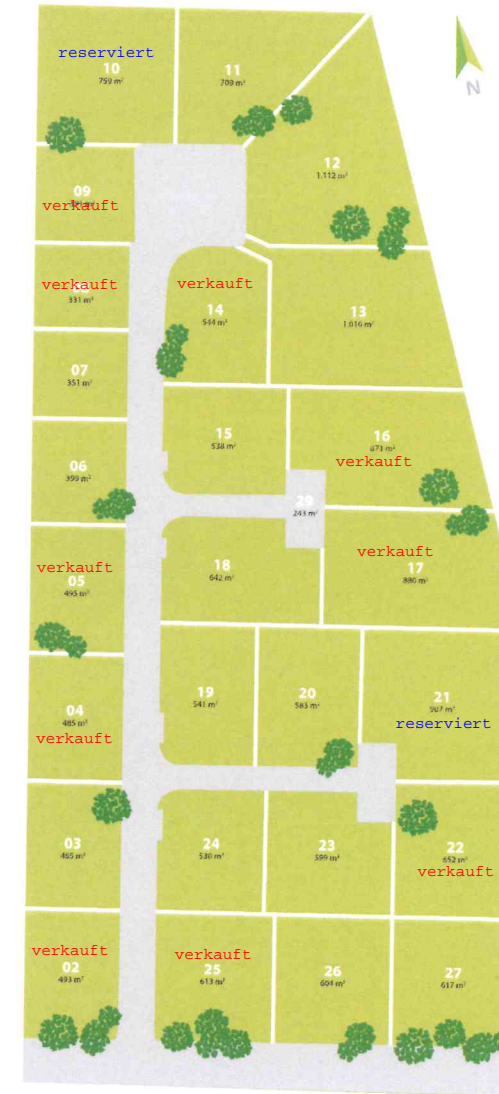 N
reserviert
10
759 m²
11
709 m²
12
1.112 m²
09
verkauft
verkauft
331 m²
verkauft
14
544 m²
13
1.016 m²
07
351 m²
15
538 m²
16
871 m²
verkauft
06
399 m²
29
243 m²
verkauft
17
880 m²
verkauft
05
495 m²
18
642 m²
19
541 m²
20
583 m²
21
907 m²
reserviert
04
485 m²
verkauft
03
465 m²
24
538 m²
23
599 m²
22
652 m²
verkauft
verkauft
02
493 m²
verkauft
25
613 m²
26
604 m²
27
617 m²